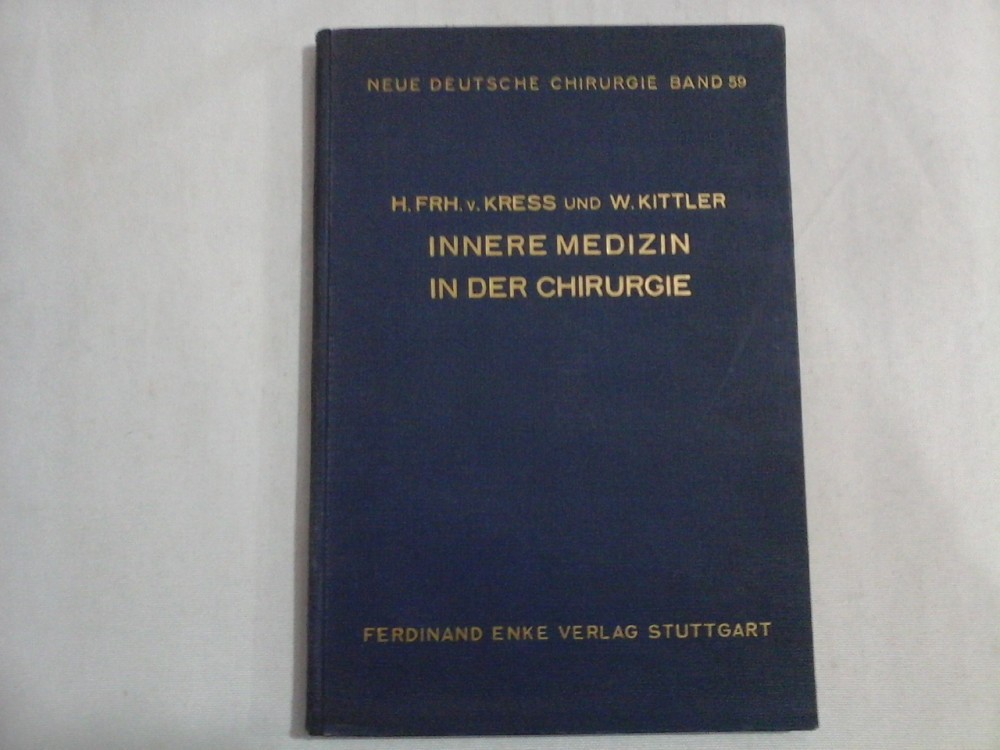 NEUE DEUTSCHE CHIRURGIE BAND 59
H. FRH. v. KRESS UND W. KITTLER
INNERE MEDIZIN
IN DER CHIRURGIE
FERDINAND ENKE VERLAG STUTTGART